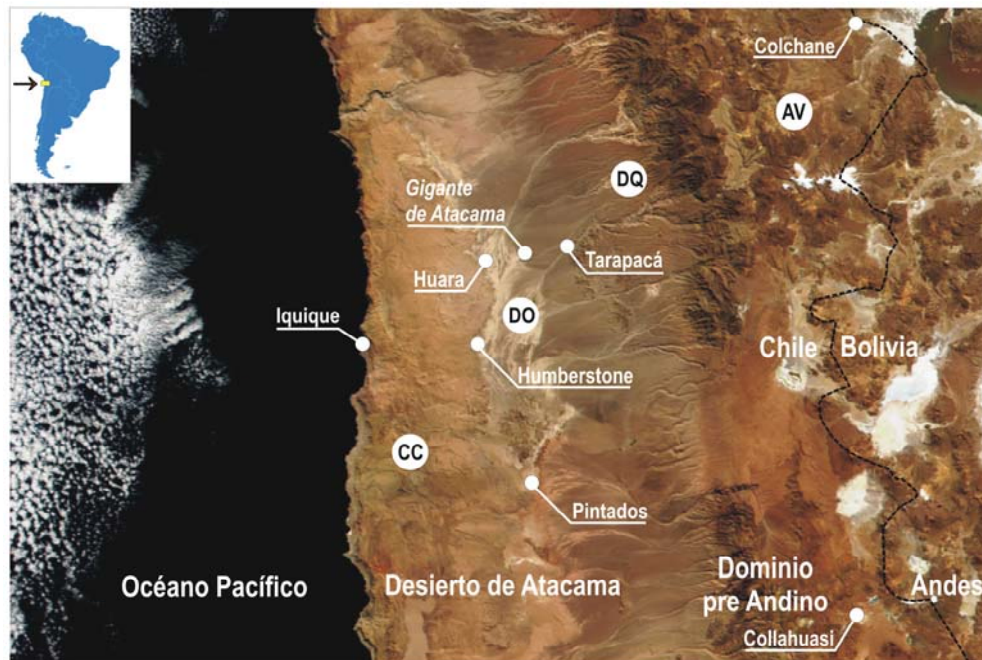 Colchane
AV
DQ
Gigante
de Atacama
Tarapacá
Huara
DO
Iquique
Chile
Bolivia
Humberstone
CC
Pintados
Océano Pacífico
Desierto de Atacama
Dominio
pre Andino
Andes
Collahuasi